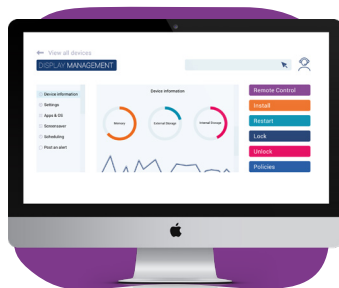 View all devices
DISPLAY MANAGEMENT
Device information
Settings
Apps & OS
Screensaver
Scheduling
Post an alert
Device information
Memory
External Storage
Internal Storage
Remote Control
Install
Restart
Lock
Unlock
Policies